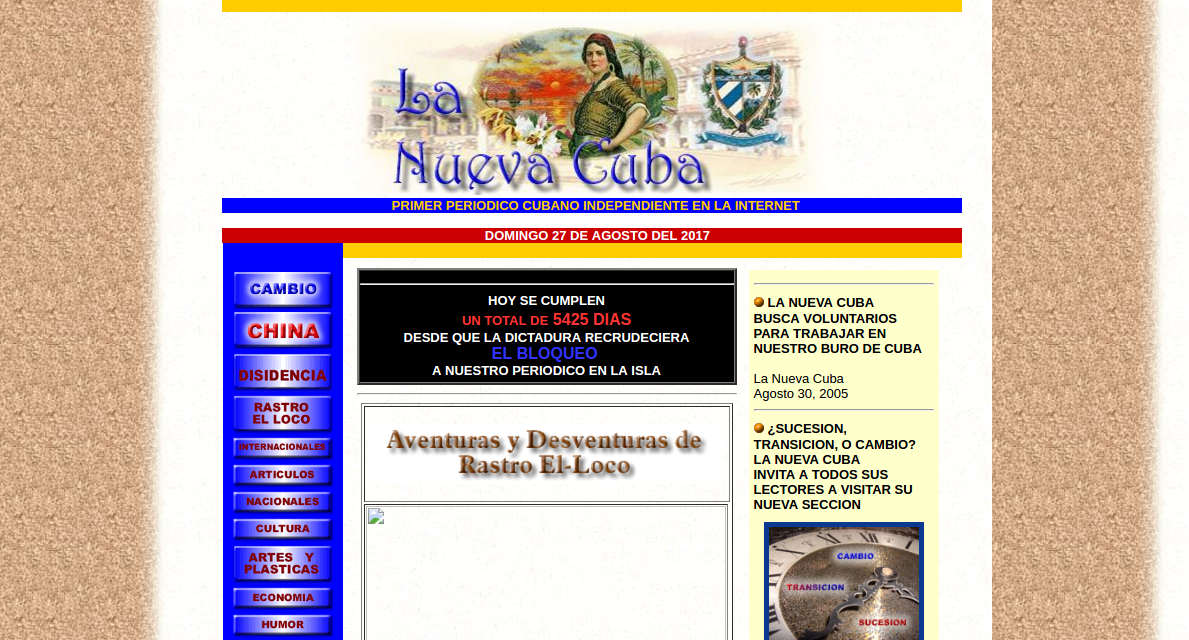 La
Nueva Cuba
PRIMER PERIODICO CUBANO INDEPENDIENTE EN LA INTERNET
DOMINGO 27 DE AGOSTO DEL 2017
CAMBIO
CHINA
DISIDENCIA
RASTRO
EL LOCO
INTERNACIONALES
ARTICULOS
NACIONALES
CULTURA
ARTES Y
PLASTICAS
ECONOMIA
HUMOR
HOY SE CUMPLEN
UN TOTAL DE 5425 DIAS
DESDE QUE LA DICTADURA RECRUDECIERA
EL BLOQUEO
A NUESTRO PERIODICO EN LA ISLA
Aventuras y Desventuras de
Rastro El-Loco
LA NUEVA CUBA
BUSCA VOLUNTARIOS
PARA TRABAJAR EN
NUESTRO BURO DE CUBA
La Nueva Cuba
Agosto 30, 2005
¿SUCESION,
TRANSICION, O CAMBIO?
LA NUEVA CUBA
INVITA A TODOS SUS
LECTORES A VISITAR SU
NUEVA SECCION
CAMBIO
TRANSICION
SUCESION